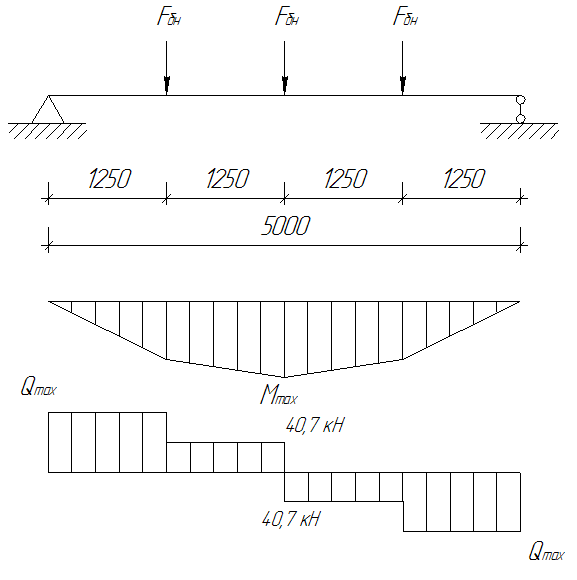 Fбн Fбн Fбн
1250 1250 1250 1250
5000
Qmax
Mmax
40,7 кН
40,7 кН
Qmax